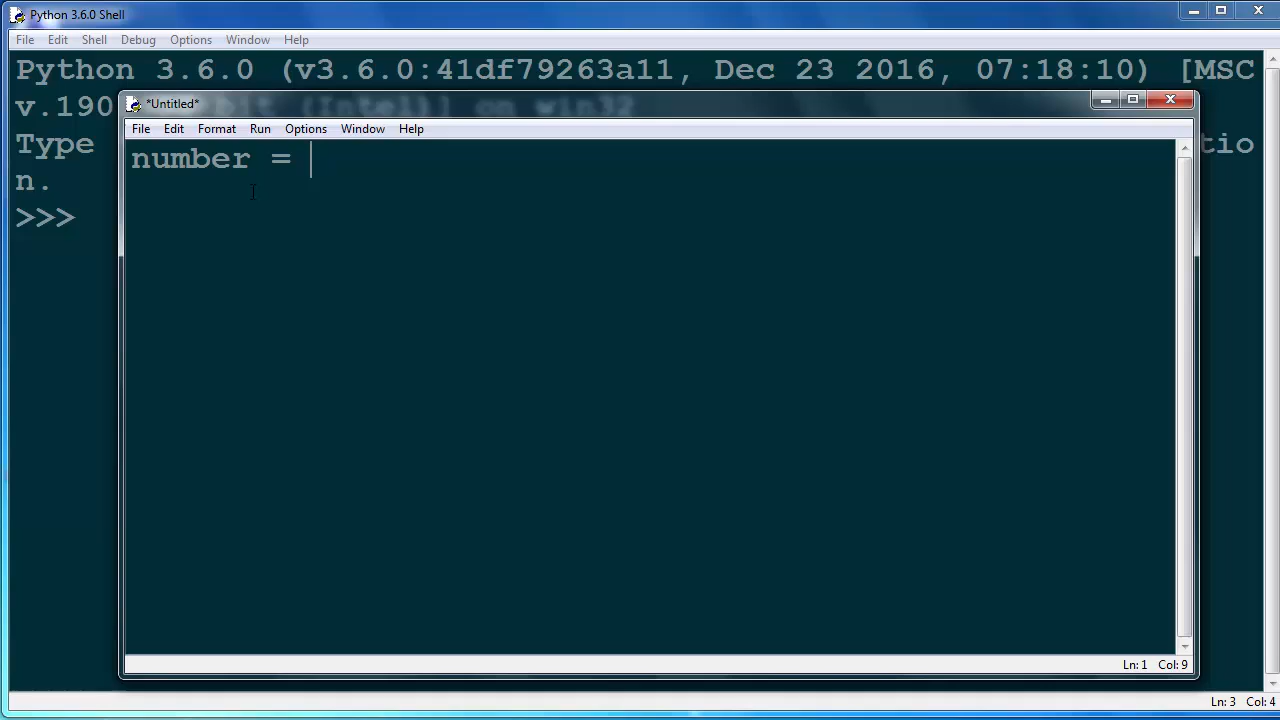 Python 3.6.0 Shell
File Edit Shell Debug Options Window Help
Python 3.6.0 (v3.6.0:41df79263a11, Dec 23 2016, 07:18:10) [MSC
v.190
Type
tio
n.
>>>
*Untitled*
File Edit Format Run Options Window Help
number =
Ln: 1 Col: 9
Ln: 3 Col: 4